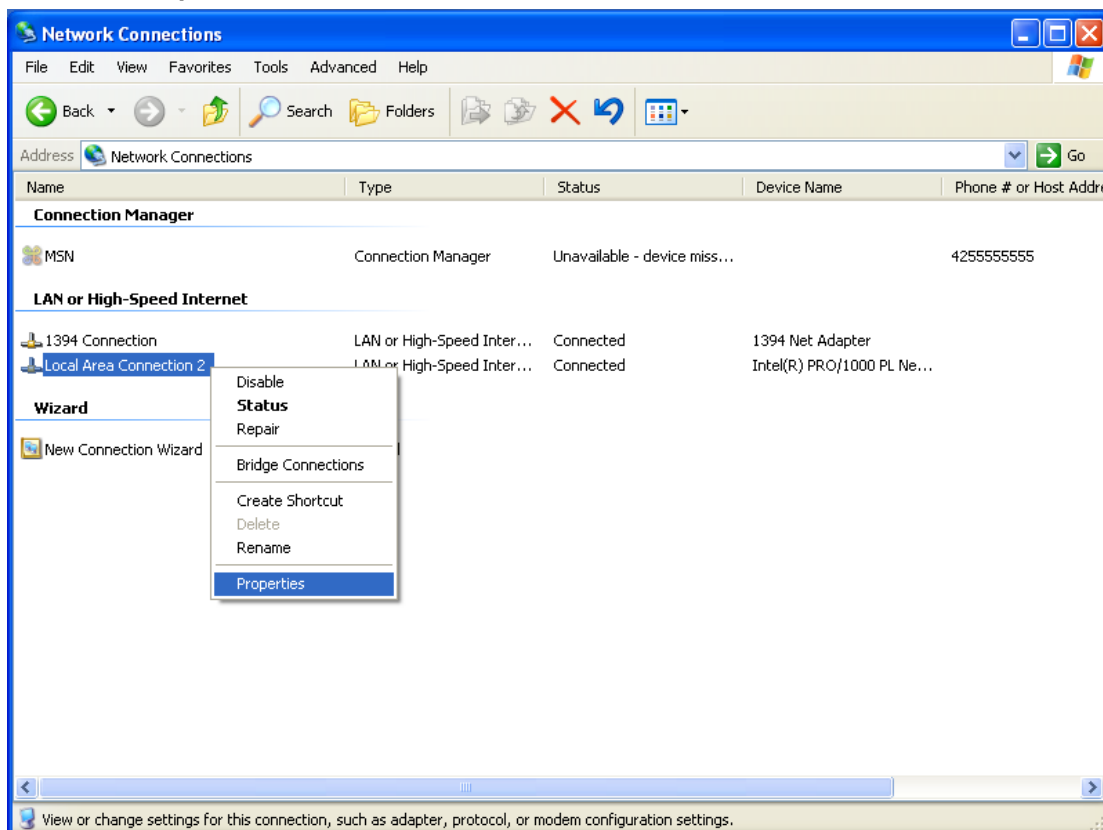 Network Connections
File Edit View Favorites Tools Advanced Help
Back Search Folders
Address Network Connections Go
Name Type Status Device Name Phone # or Host Addre
Connection Manager
MSN Connection Manager Unavailable - device miss... 4255555555
LAN or High-Speed Internet
1394 Connection LAN or High-Speed Inter... Connected 1394 Net Adapter
Local Area Connection 2 LAN or High-Speed Inter... Connected Intel(R) PRO/1000 PL Ne...
Disable
Wizard Status
Repair
New Connection Wizard
Bridge Connections
Create Shortcut
Delete
Rename
Properties
View or change settings for this connection, such as adapter, protocol, or modem configuration settings.